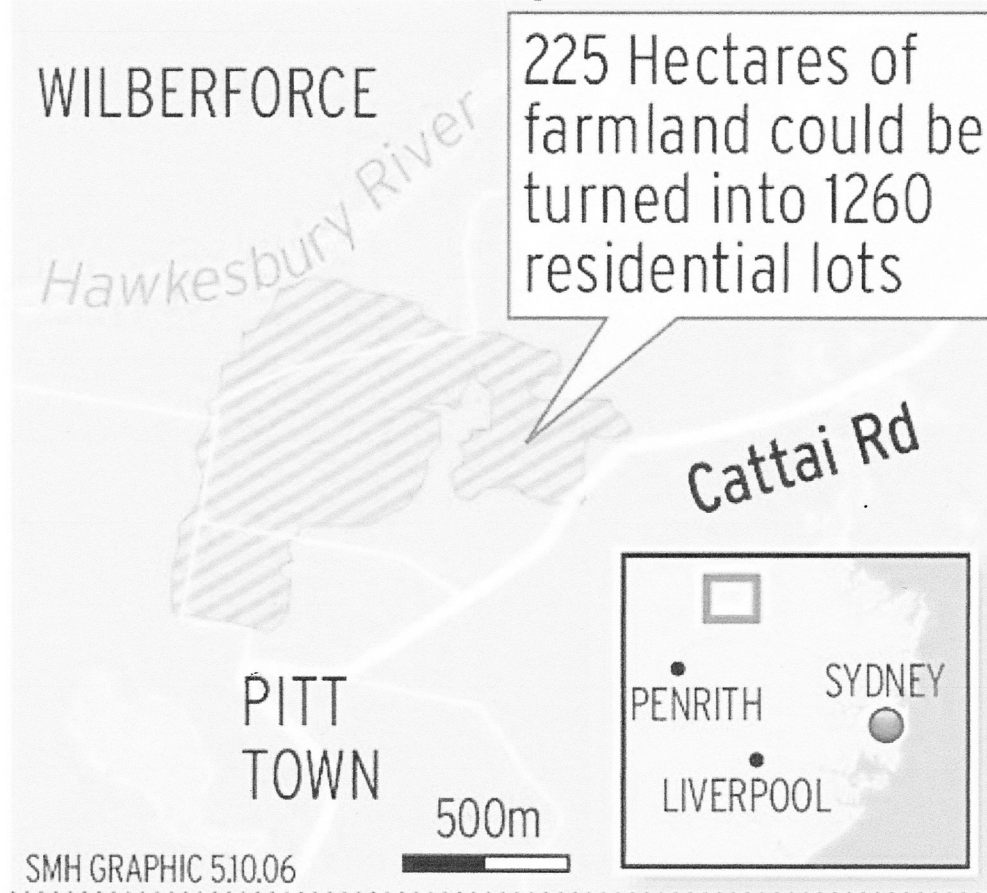 WILBERFORCE
225 Hectares of
farmland could be
turned into 1260
residential lots
Hawkesbury River
Cattai Rd
PITT
TOWN
PENRITH
SYDNEY
LIVERPOOL
500m
SMH GRAPHIC 5.10.06